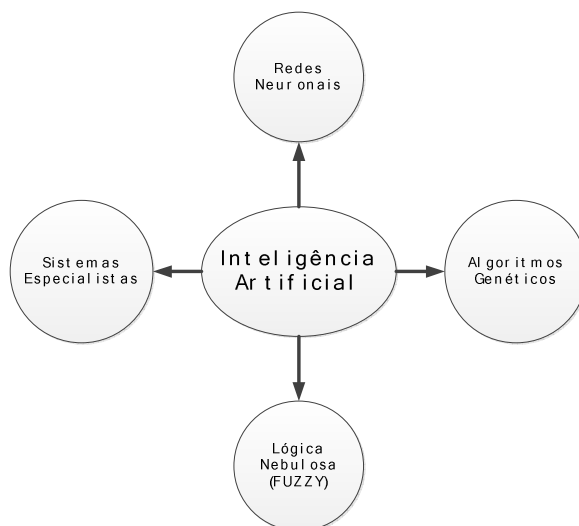 Redes
Neuronais
Sistemas
Especialistas
Inteligência
Artificial
Algoritmos
Genéticos
Lógica
Nebulosa
(FUZZY)